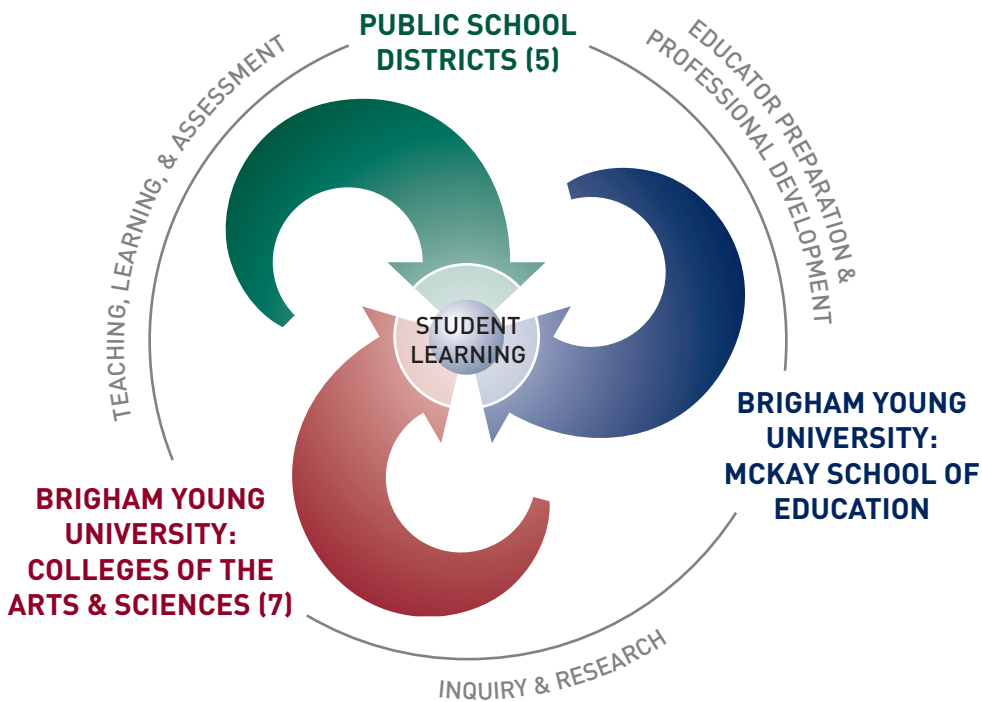 PUBLIC SCHOOL
DISTRICTS (5)
TEACHING, LEARNING, & ASSESSMENT
EDUCATOR PREPARATION &
PROFESSIONAL DEVELOPMENT
STUDENT
LEARNING
BRIGHAM YOUNG
UNIVERSITY:
MCKAY SCHOOL OF
EDUCATION
BRIGHAM YOUNG
UNIVERSITY:
COLLEGES OF THE
ARTS & SCIENCES (7)
INQUIRY & RESEARCH